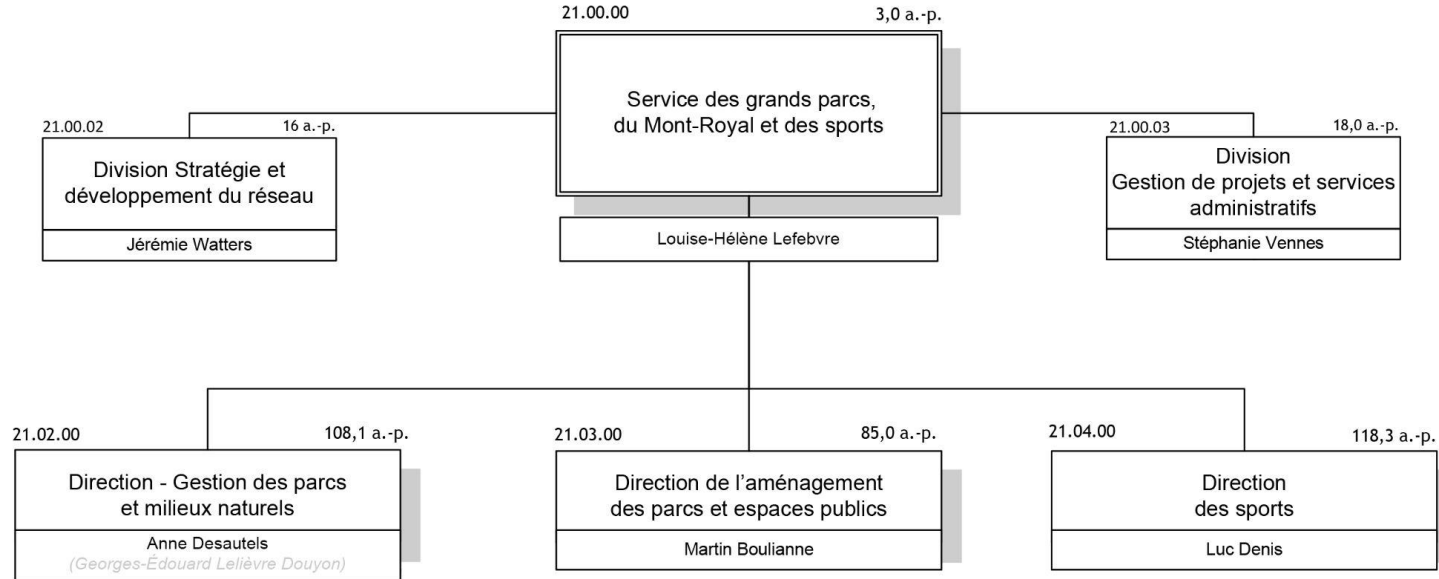 21.00.00
3,0 a.-p.
Service des grands parcs,
du Mont-Royal et des sports
Louise-Hélène Lefebvre
21.00.02
16 a.-p.
Division Stratégie et
développement du réseau
Jérémie Watters
21.00.03
18,0 a.-p.
Division
Gestion de projets et services
administratifs
Stéphanie Vennes
21.02.00
108,1 a.-p.
Direction - Gestion des parcs
et milieux naturels
Anne Desautels
(Georges-Édouard Lelièvre Douyon)
21.03.00
85,0 a.-p.
Direction de l’aménagement
des parcs et espaces publics
Martin Boulianne
21.04.00
118,3 a.-p.
Direction
des sports
Luc Denis